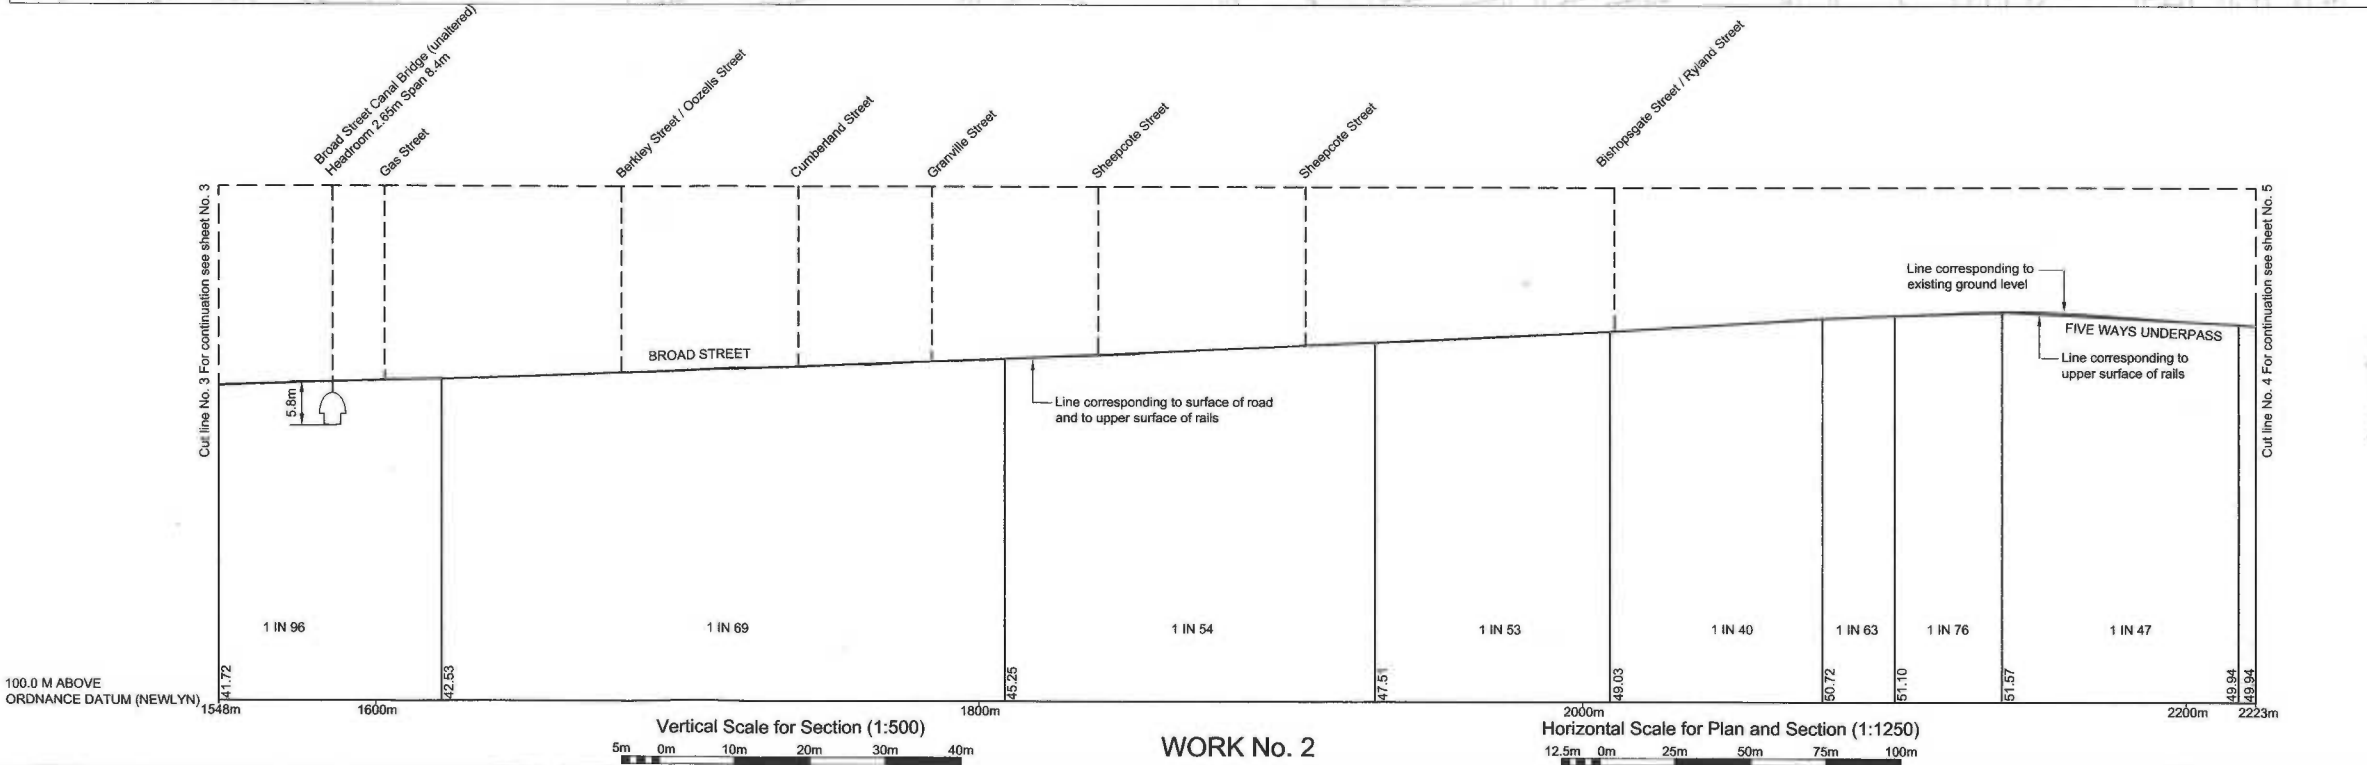 Broad Street Canal Bridge (unaltered)
Headroom 2.65m Span 8.4m
Gas Street
Berkley Street / Oozells Street
Cumberland Street
Granville Street
Sheepcote Street
Sheepcote Street
Bishopsgate Street / Ryland Street
Cut line No. 3 For continuation see sheet No. 3
Cut line No. 4 For continuation see sheet No. 5
Line corresponding to
existing ground level
FIVE WAYS UNDERPASS
Line corresponding to
upper surface of rails
BROAD STREET
5.8m
Line corresponding to surface of road
and to upper surface of rails
1 IN 96
1 IN 69
1 IN 54
1 IN 53
1 IN 40
1 IN 63
1 IN 76
1 IN 47
100.0 M ABOVE
ORDNANCE DATUM (NEWLYN)
41.72
42.53
45.25
47.51
49.03
50.72
51.10
51.57
49.94
49.94
1548m
1600m
1800m
2000m
2200m
2223m
Vertical Scale for Section (1:500)
5m 0m 10m 20m 30m 40m
WORK No. 2
Horizontal Scale for Plan and Section (1:1250)
12.5m 0m 25m 50m 75m 100m